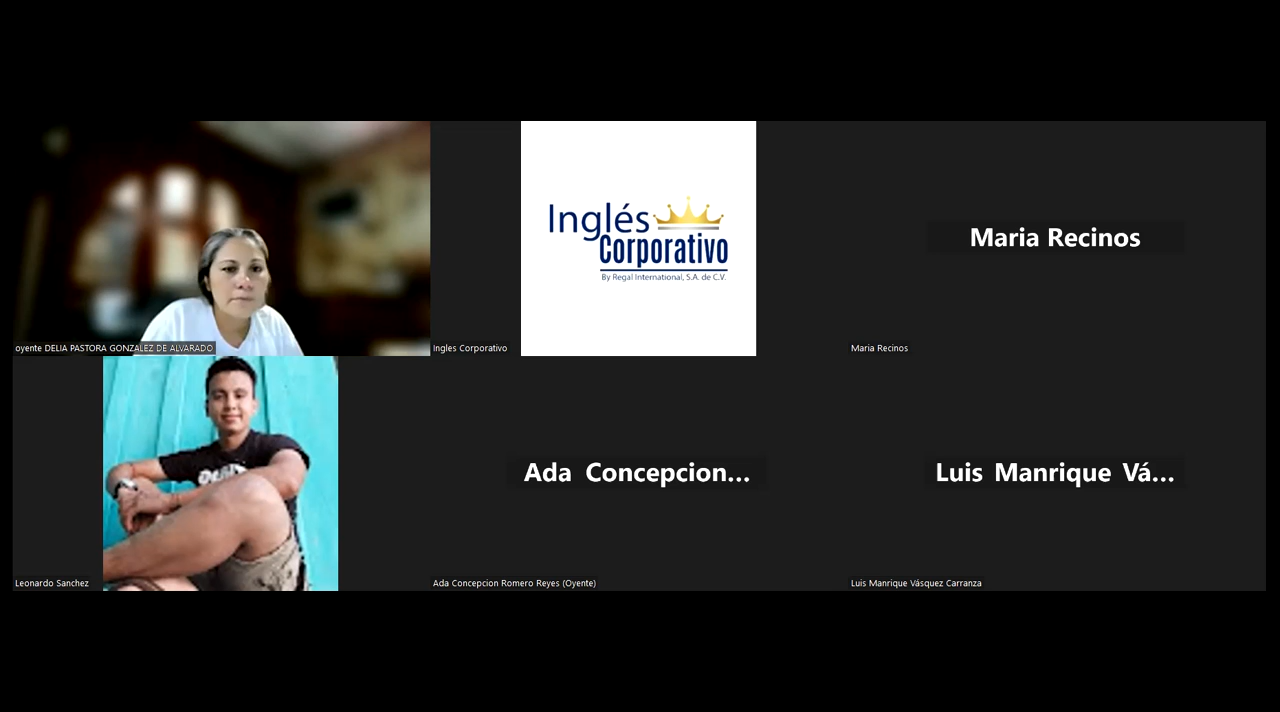 oyente DELIA PASTORA GONZALEZ DE ALVARADO
Inglés
Corporativo
By Regal International, S.A. de C.V.
Ingles Corporativo
Maria Recinos
Maria Recinos
Leonardo Sanchez
Ada Concepcion...
Ada Concepcion Romero Reyes (Oyente)
Luis Manrique Vá...
Luis Manrique Vásquez Carranza